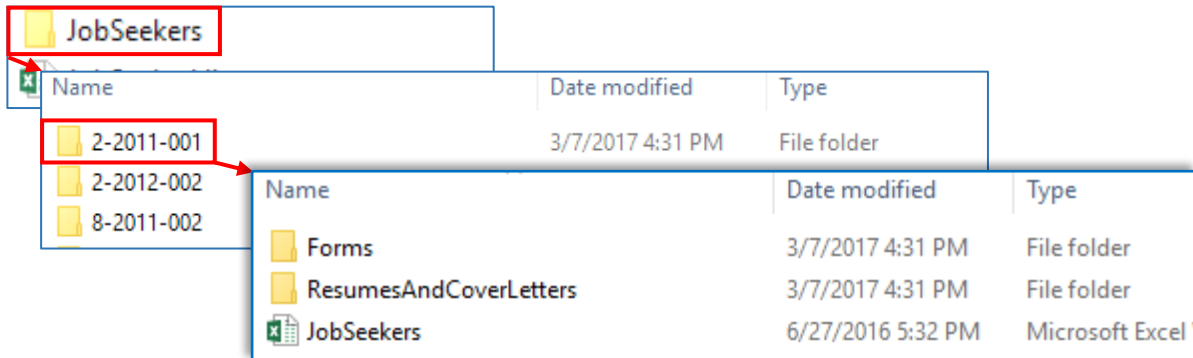 JobSeekers
Name Date modified Type
2-2011-001 3/7/2017 4:31 PM File folder
2-2012-002
8-2011-002
Name Date modified Type
Forms 3/7/2017 4:31 PM File folder
ResumesAndCoverLetters 3/7/2017 4:31 PM File folder
JobSeekers 6/27/2016 5:32 PM Microsoft Excel